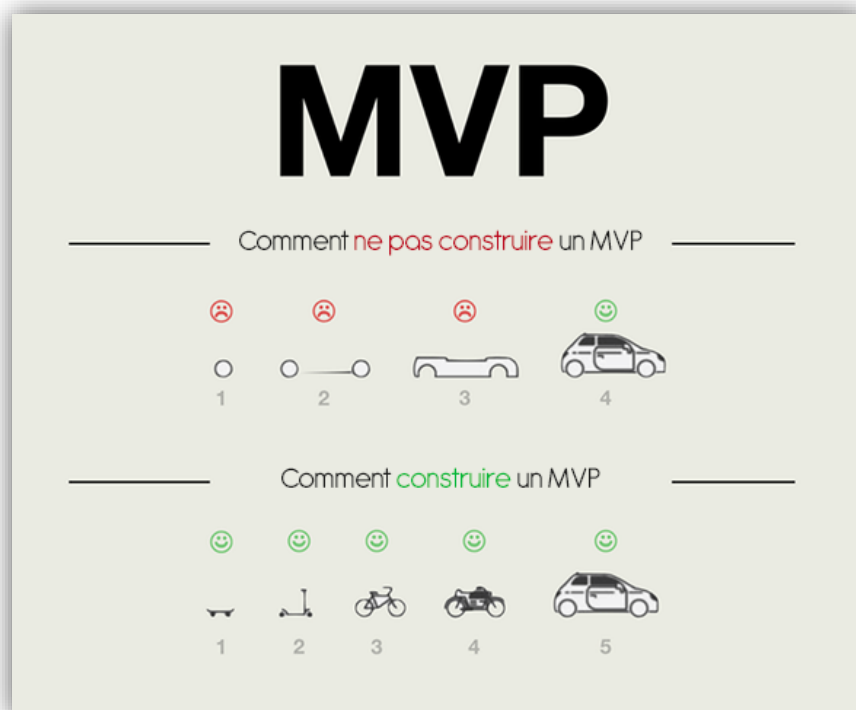 MVP
Comment ne pas construire un MVP
1 2 3 4
Comment construire un MVP
1 2 3 4 5